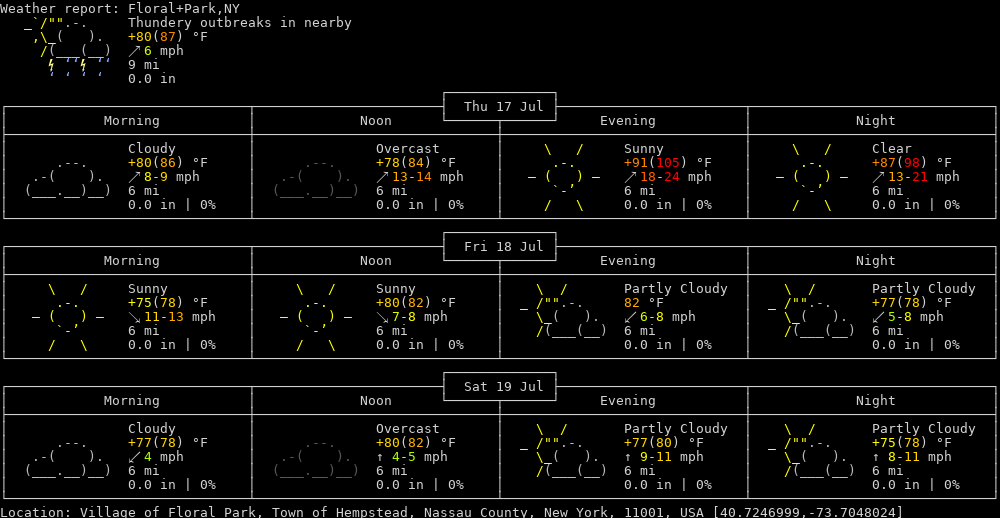 Weather report: Floral+Park,NY
Thundery outbreaks in nearby
+80(87) °F
↗ 6 mph
9 mi
0.0 in
Thu 17 Jul
Morning Noon Evening Night
Cloudy Overcast Sunny Clear
+80(86) °F +78(84) °F +91(105) °F +87(98) °F
↗ 8-9 mph ↗ 13-14 mph ↗ 18-24 mph ↗ 13-21 mph
6 mi 6 mi 6 mi 6 mi
0.0 in | 0% 0.0 in | 0% 0.0 in | 0% 0.0 in | 0%
Fri 18 Jul
Morning Noon Evening Night
Sunny Sunny Partly Cloudy Partly Cloudy
+75(78) °F +80(82) °F 82 °F +77(78) °F
↘ 11-13 mph ↘ 7-8 mph ↙ 6-8 mph ↙ 5-8 mph
6 mi 6 mi 6 mi 6 mi
0.0 in | 0% 0.0 in | 0% 0.0 in | 0% 0.0 in | 0%
Sat 19 Jul
Morning Noon Evening Night
Cloudy Overcast Partly Cloudy Partly Cloudy
+77(78) °F +80(82) °F +77(80) °F +75(78) °F
↙ 4 mph ↑ 4-5 mph ↑ 9-11 mph ↑ 8-11 mph
6 mi 6 mi 6 mi 6 mi
0.0 in | 0% 0.0 in | 0% 0.0 in | 0% 0.0 in | 0%
Location: Village of Floral Park, Town of Hempstead, Nassau County, New York, 11001, USA [40.7246999,-73.7048024]